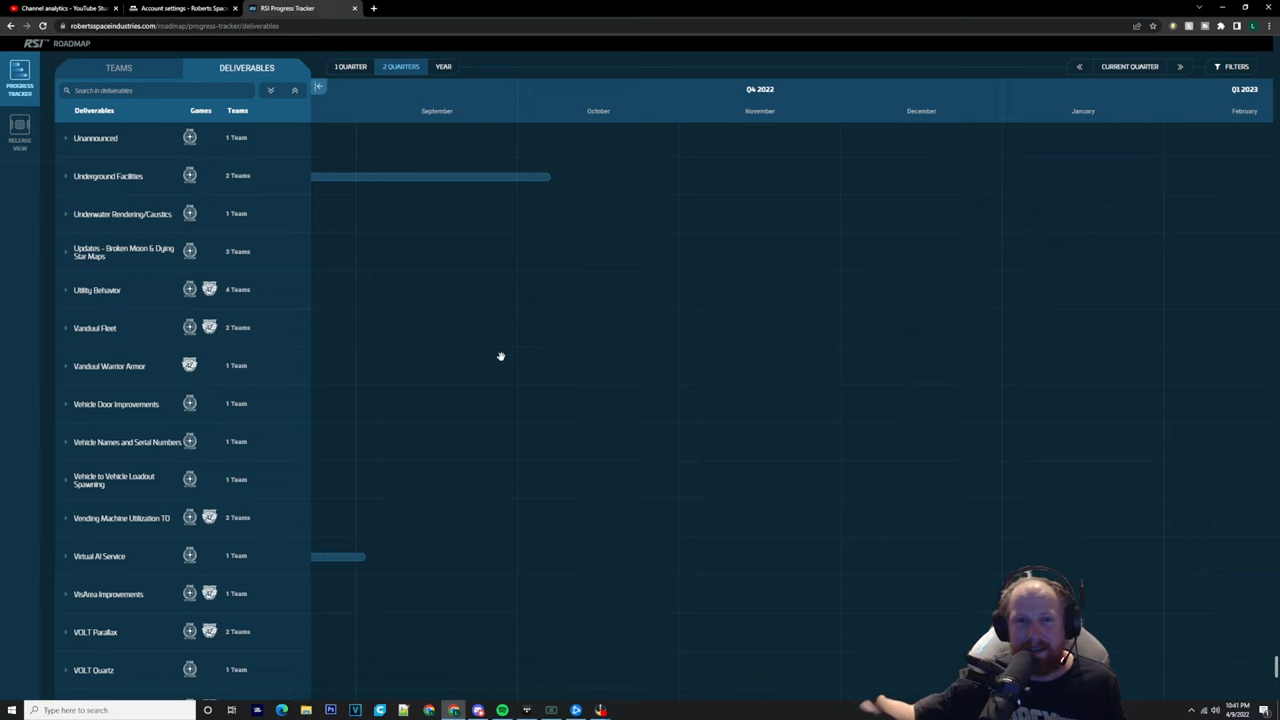 Channel analytics - YouTube Stu
Account settings - Roberts Spac
RSI Progress Tracker
robertsspaceindustries.com/roadmap/progress-tracker/deliverables
RSI ROADMAP
PROGRESS TRACKER
RELEASE VIEW
TEAMS
DELIVERABLES
1 QUARTER
2 QUARTERS
YEAR
CURRENT QUARTER
FILTERS
Search in deliverables
Q4 2022
Q1 2023
Deliverables Games Teams
September October November December January February
Unannounced 1 Team
Underground Facilities 2 Teams
Underwater Rendering/Caustics 1 Team
Updates - Broken Moon & Dying
Star Maps 3 Teams
Utility Behavior 4 Teams
Vanduul Fleet 2 Teams
Vanduul Warrior Armor 1 Team
Vehicle Door Improvements 1 Team
Vehicle Names and Serial Numbers 1 Team
Vehicle to Vehicle Loadout
Spawning 1 Team
Vending Machine Utilization TO 2 Teams
Virtual AI Service 1 Team
VisArea Improvements 1 Team
VOLT Parallax 2 Teams
VOLT Quartz 1 Team
Type here to search
10:41 PM
4/9/2022